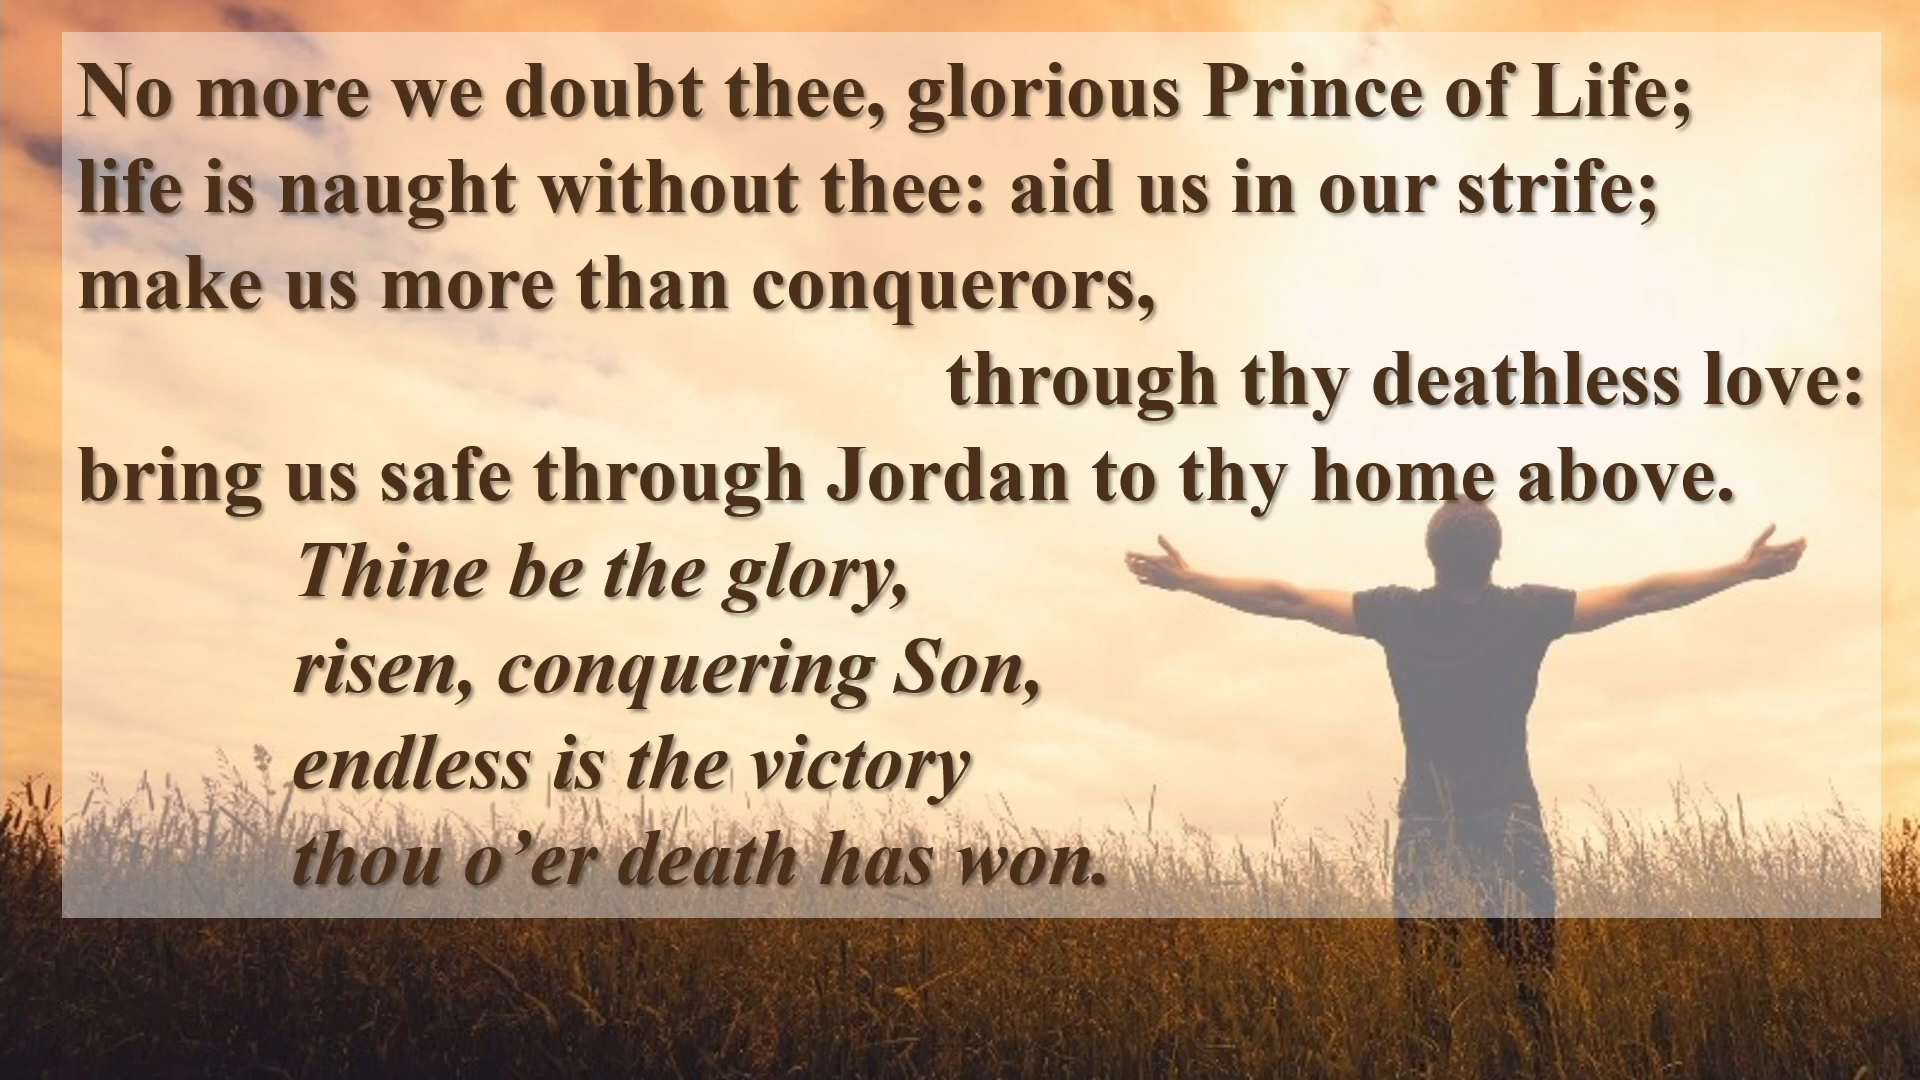 No more we doubt thee, glorious Prince of Life;
life is naught without thee: aid us in our strife;
make us more than conquerors,
through thy deathless love:
bring us safe through Jordan to thy home above.
Thine be the glory,
risen, conquering Son,
endless is the victory
thou o’er death has won.